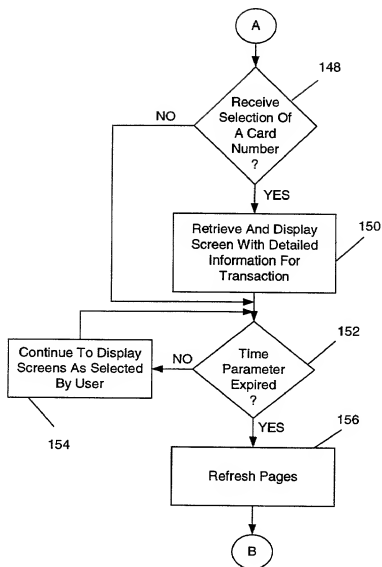 A
148
Receive
Selection Of
A Card
Number
?
NO
YES
150
Retrieve And Display
Screen With Detailed
Information For
Transaction
152
Time
Parameter
Expired
?
NO
Continue To Display
Screens As Selected
By User
154
YES
156
Refresh Pages
B